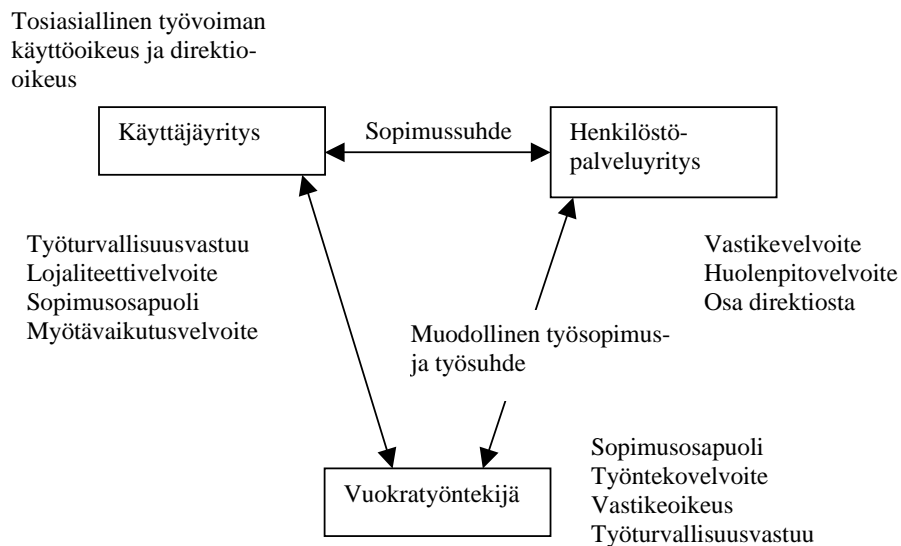 Tosiasiallinen työvoiman
käyttöoikeus ja direktio-
oikeus
Käyttäjäyritys
Sopimussuhde
Henkilöstö-
palveluyritys
Työturvallisuusvastuu
Lojaliteettivelvoite
Sopimusosapuoli
Myötävaikutusvelvoite
Vastikevelvoite
Huolenpitovelvoite
Osa direktiosta
Muodollinen työsopimus-
ja työsuhde
Vuokratyöntekijä
Sopimusosapuoli
Työntekovelvoite
Vastikeoikeus
Työturvallisuusvastuu